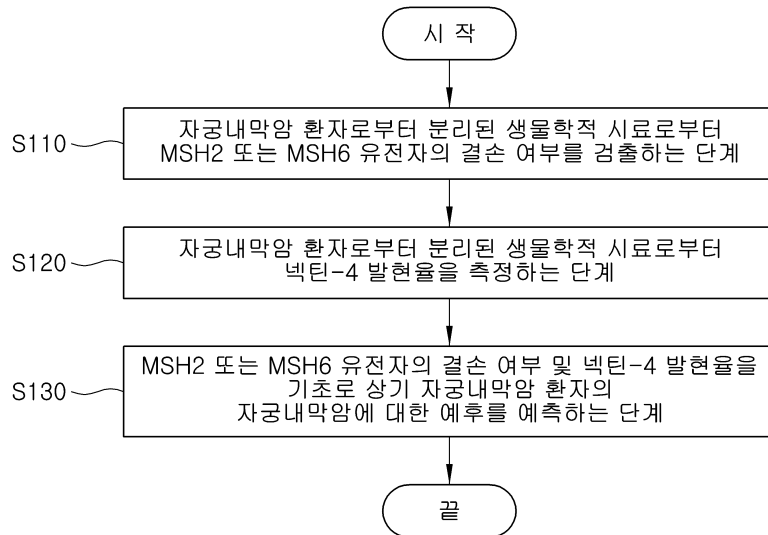 시 작
S110
자궁내막암 환자로부터 분리된 생물학적 시료로부터
MSH2 또는 MSH6 유전자의 결손 여부를 검출하는 단계
S120
자궁내막암 환자로부터 분리된 생물학적 시료로부터
넥틴-4 발현율을 측정하는 단계
S130
MSH2 또는 MSH6 유전자의 결손 여부 및 넥틴-4 발현율을
기초로 상기 자궁내막암 환자의
자궁내막암에 대한 예후를 예측하는 단계
끝